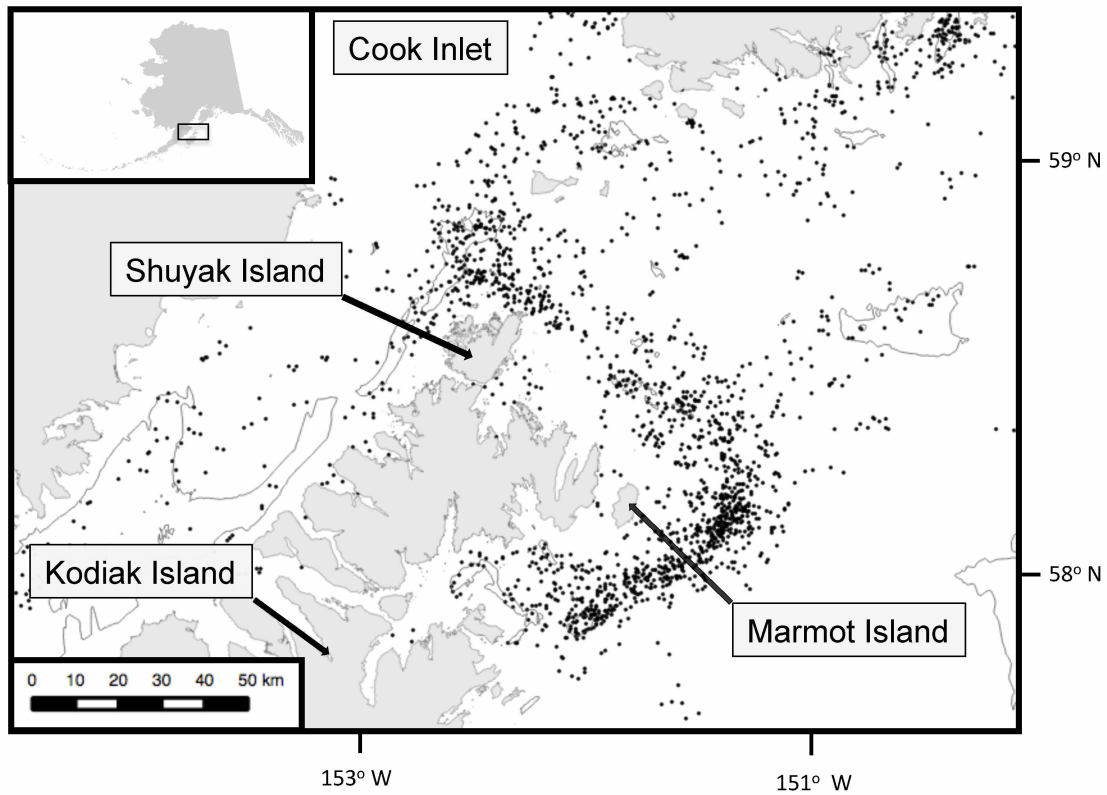 Cook Inlet
59° N
Shuyak Island
Kodiak Island
58° N
Marmot Island
0 10 20 30 40 50 km
153° W
151° W